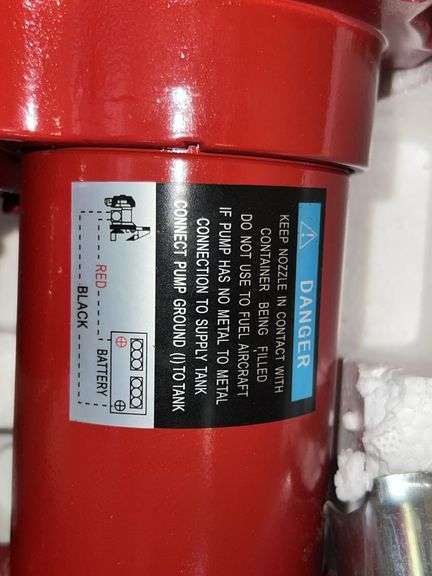 DANGER
KEEP NOZZLE IN CONTACT WITH
CONTAINER BEING FILLED
DO NOT USE TO FUEL AIRCRAFT
IF PUMP HAS NO METAL TO METAL
CONNECTION TO SUPPLY TANK
CONNECT PUMP GROUND (I) TO TANK
RED
BLACK
BATTERY